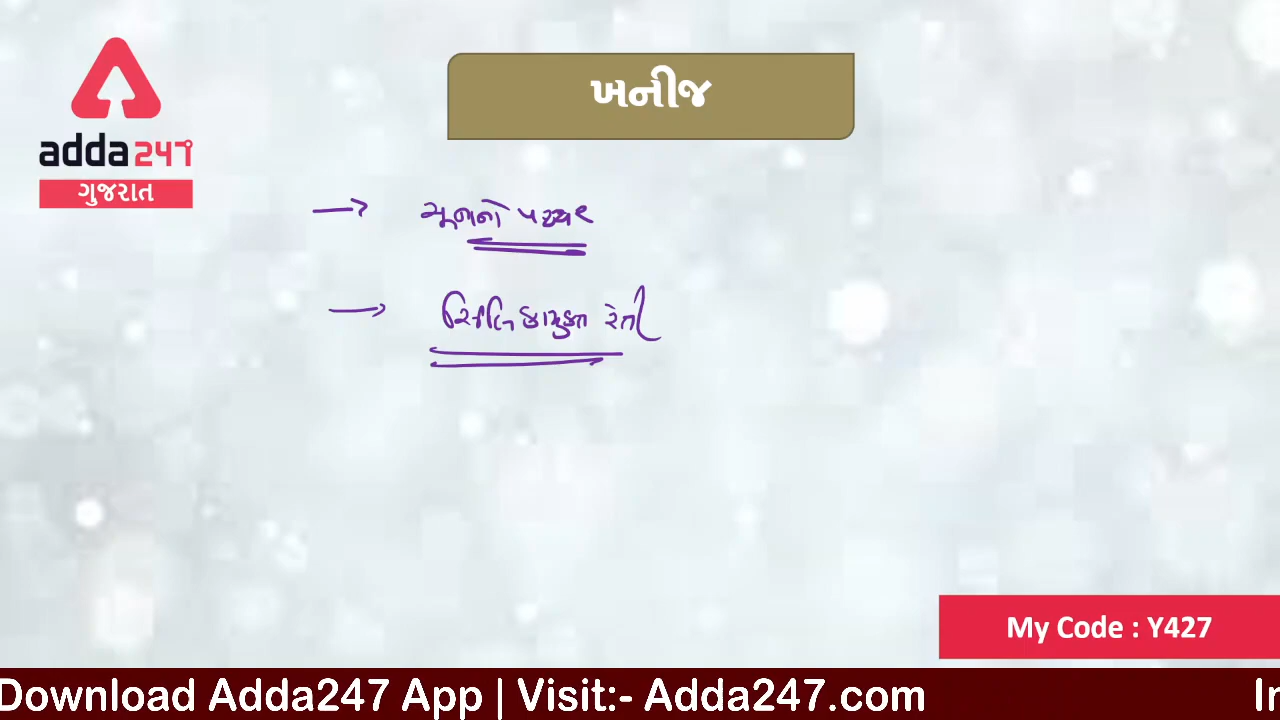 ખનીજ
adda247
ગુજરાત
→ ચૂનાનો પથ્થર
→ સિલિકાયુક્ત રેતી
My Code : Y427
Download Adda247 App | Visit:- Adda247.com